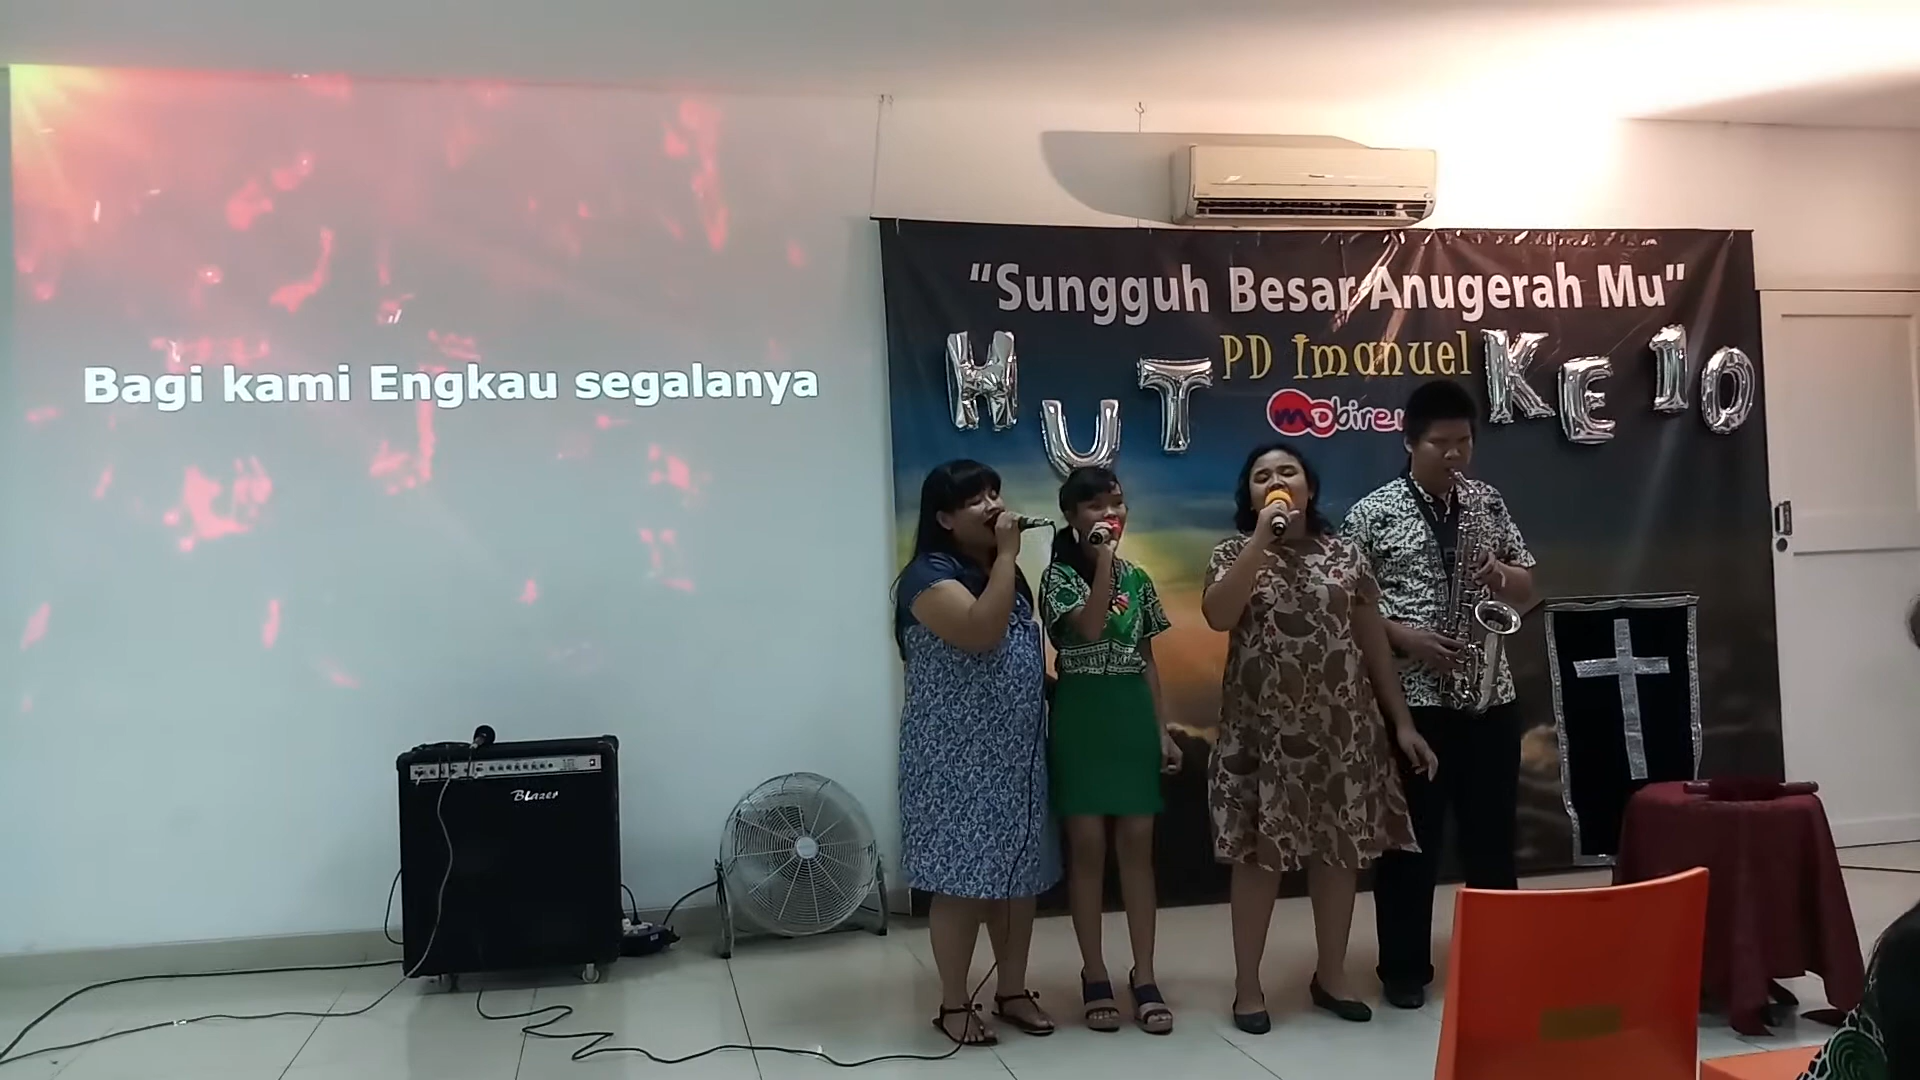 Bagi kami Engkau segalanya
"Sungguh Besar Anugerah Mu"
PD Imanuel
HUT KE 10
BLazer